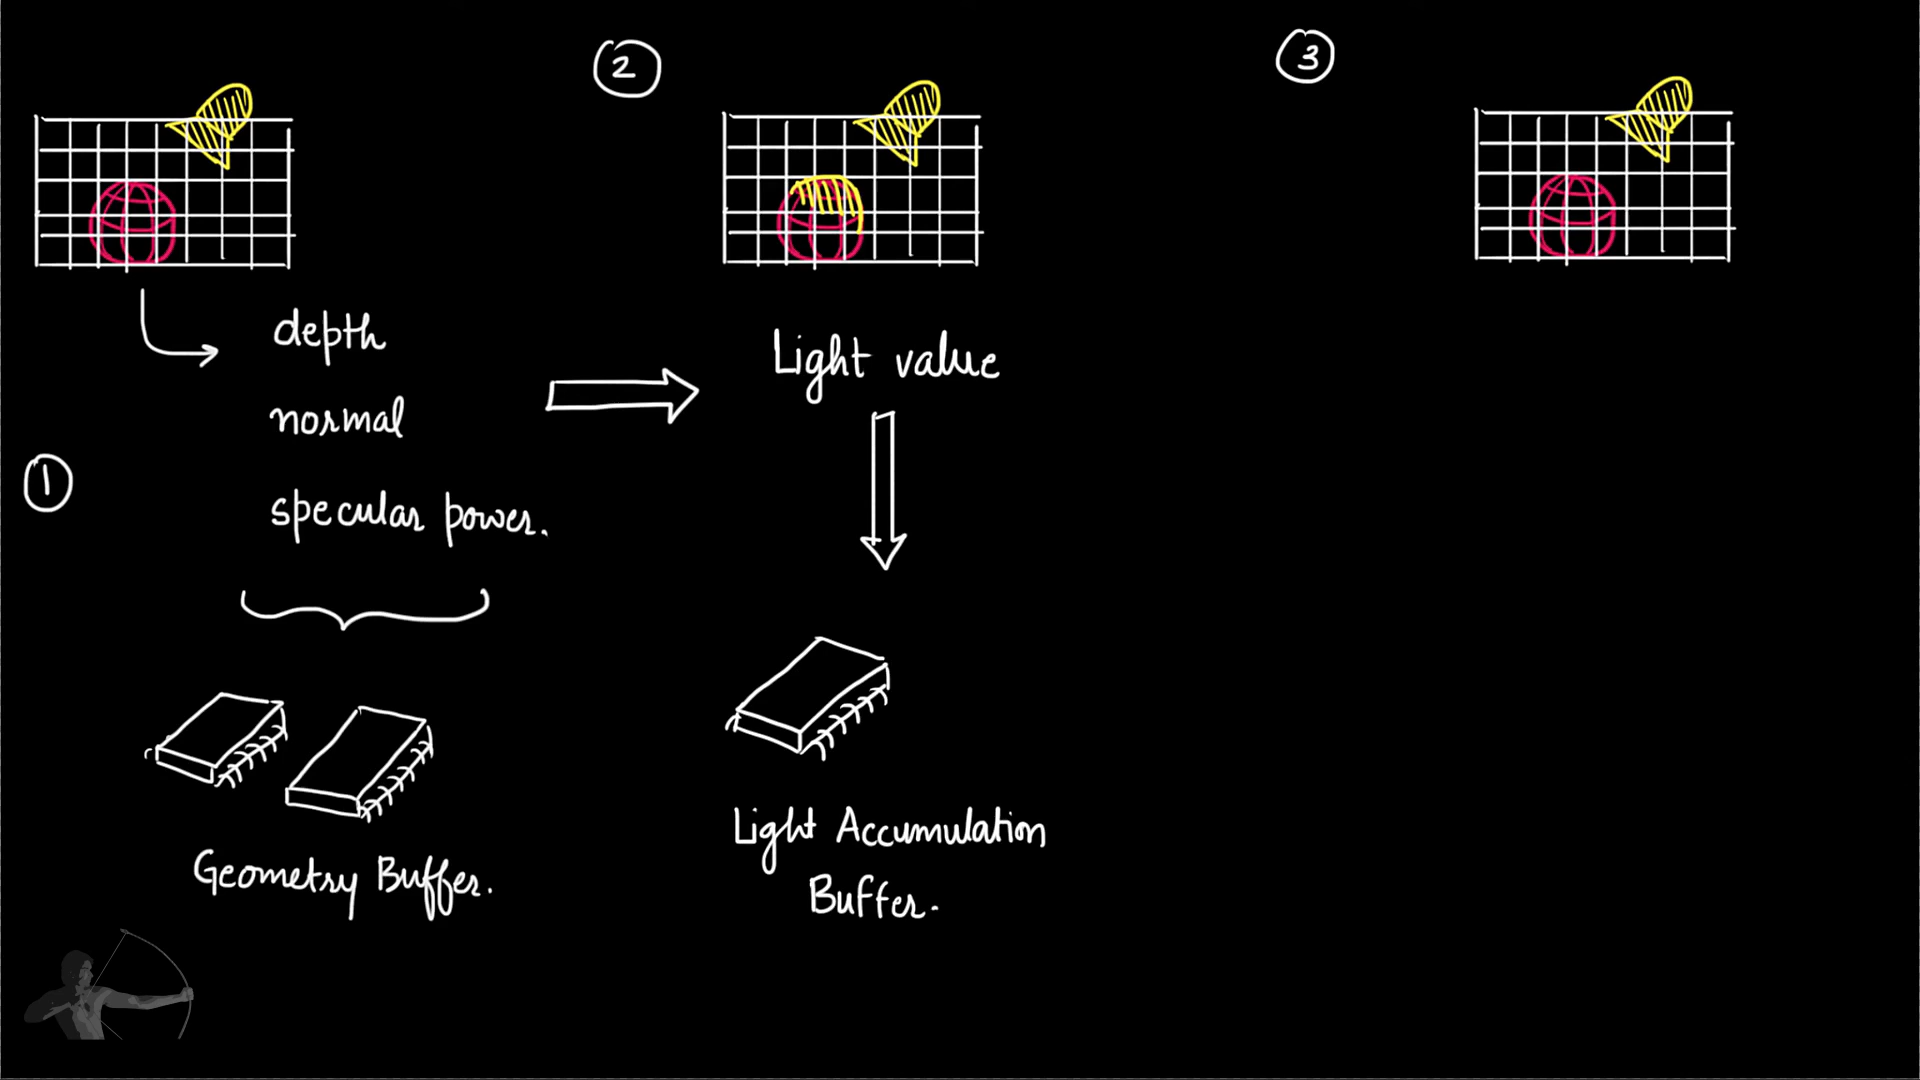 1
depth
normal
specular power.
Geometry Buffer.
2
Light value
Light Accumulation
Buffer.
3